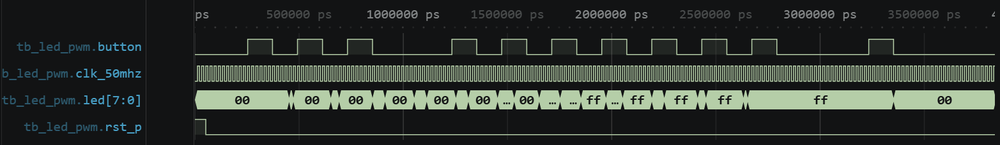 ps 500000 ps 1000000 ps 1500000 ps 2000000 ps 2500000 ps 3000000 ps 3500000 ps 4
tb_led_pwm.button
b_led_pwm.clk_50mhz
tb_led_pwm.led[7:0] 00 00 00 00 00 00 … 00 … … ff … ff ff ff ff 00
tb_led_pwm.rst_p